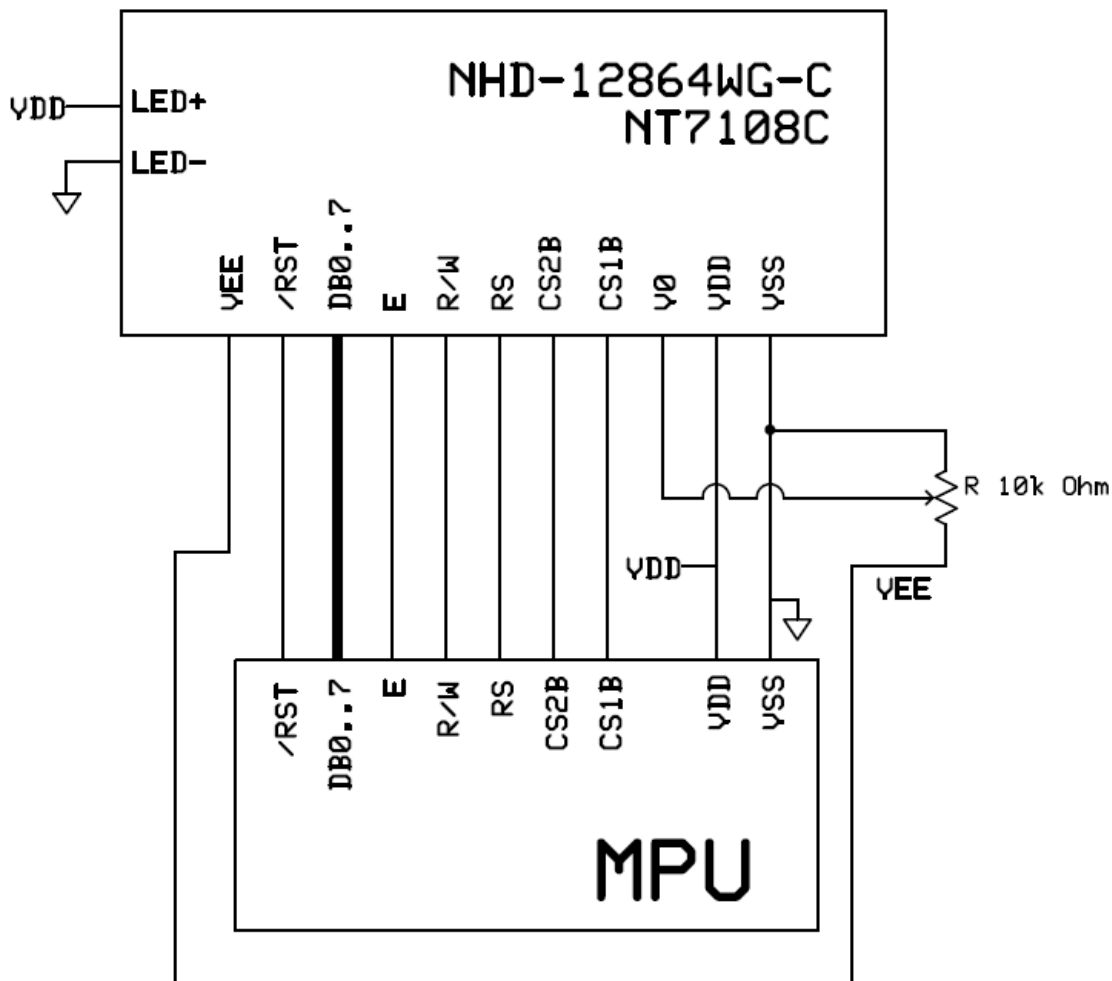 NHD-12864WG-C
NT7108C
VDD
LED+
LED-
VEE
/RST
DB0..7
E
R/W
RS
CS2B
CS1B
V0
VDD
VSS
R 10k Ohm
VDD
VEE
/RST
DB0..7
E
R/W
RS
CS2B
CS1B
VDD
VSS
MPU